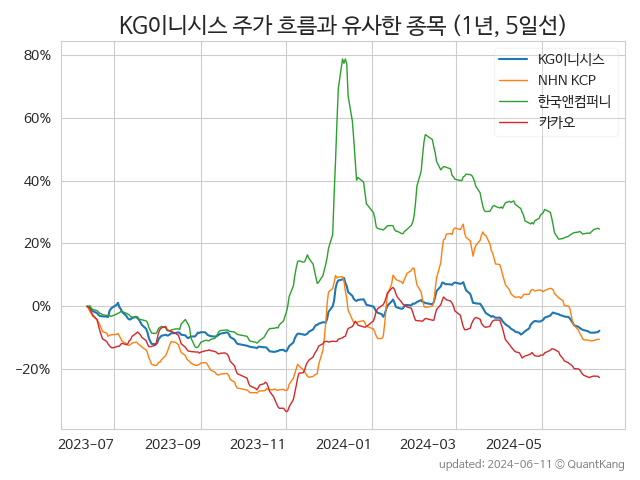 KG이니시스 주가 흐름과 유사한 종목 (1년, 5일선)
KG이니시스
NHN KCP
한국앤컴퍼니
카카오
80%
60%
40%
20%
0%
−20%
2023-07 2023-09 2023-11 2024-01 2024-03 2024-05
updated: 2024-06-11 © QuantKang